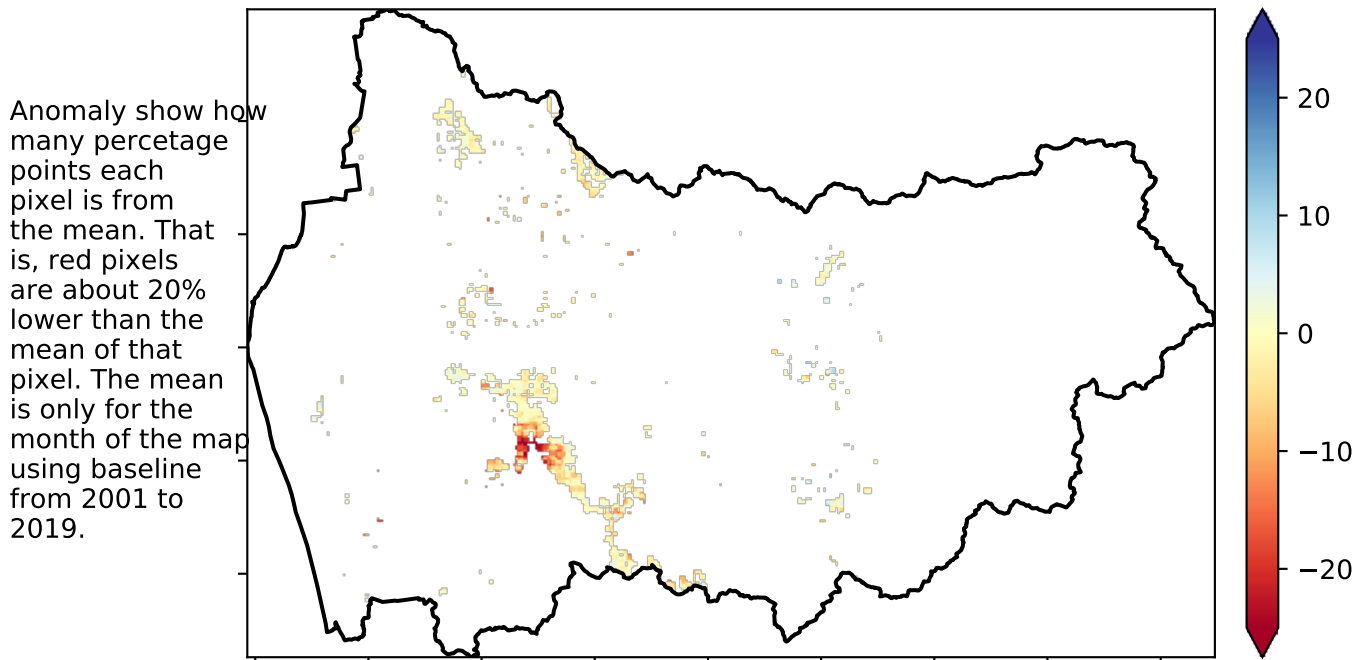 Anomaly show how
many percetage
points each
pixel is from
the mean. That
is, red pixels
are about 20%
lower than the
mean of that
pixel. The mean
is only for the
month of the map
using baseline
from 2001 to
2019.
20
10
0
−10
−20